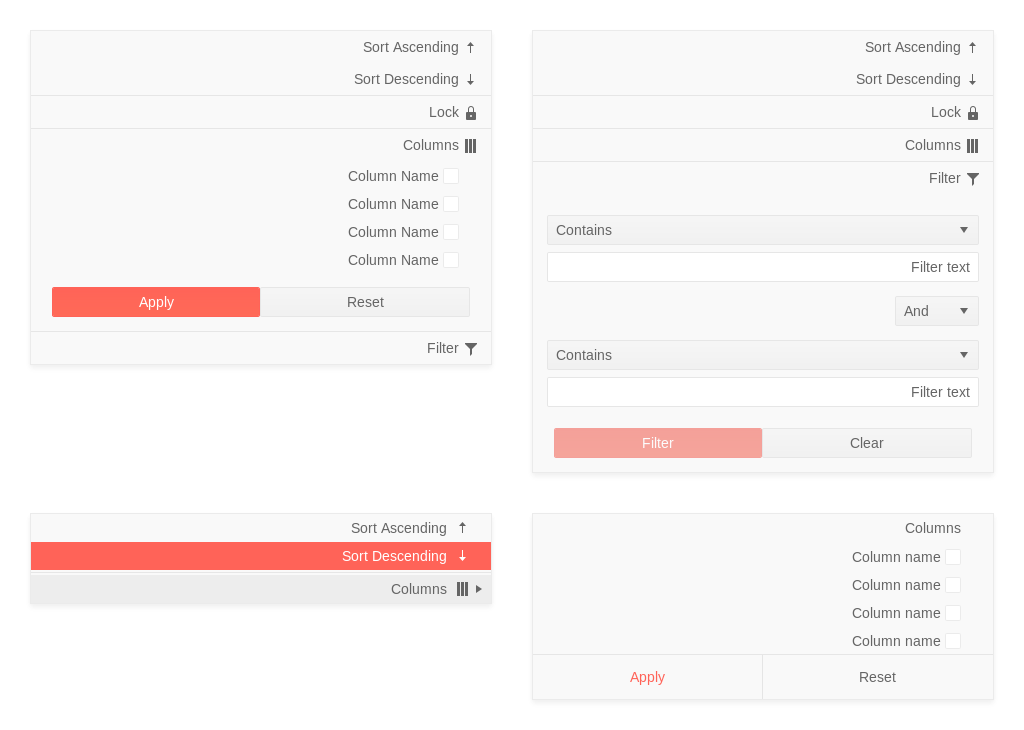 Sort Ascending
Sort Descending
Lock
Columns
Column Name
Column Name
Column Name
Column Name
Apply
Reset
Filter
Sort Ascending
Sort Descending
Lock
Columns
Filter
Contains
Filter text
And
Contains
Filter text
Filter
Clear
Sort Ascending
Sort Descending
Columns
Columns
Column name
Column name
Column name
Column name
Apply
Reset